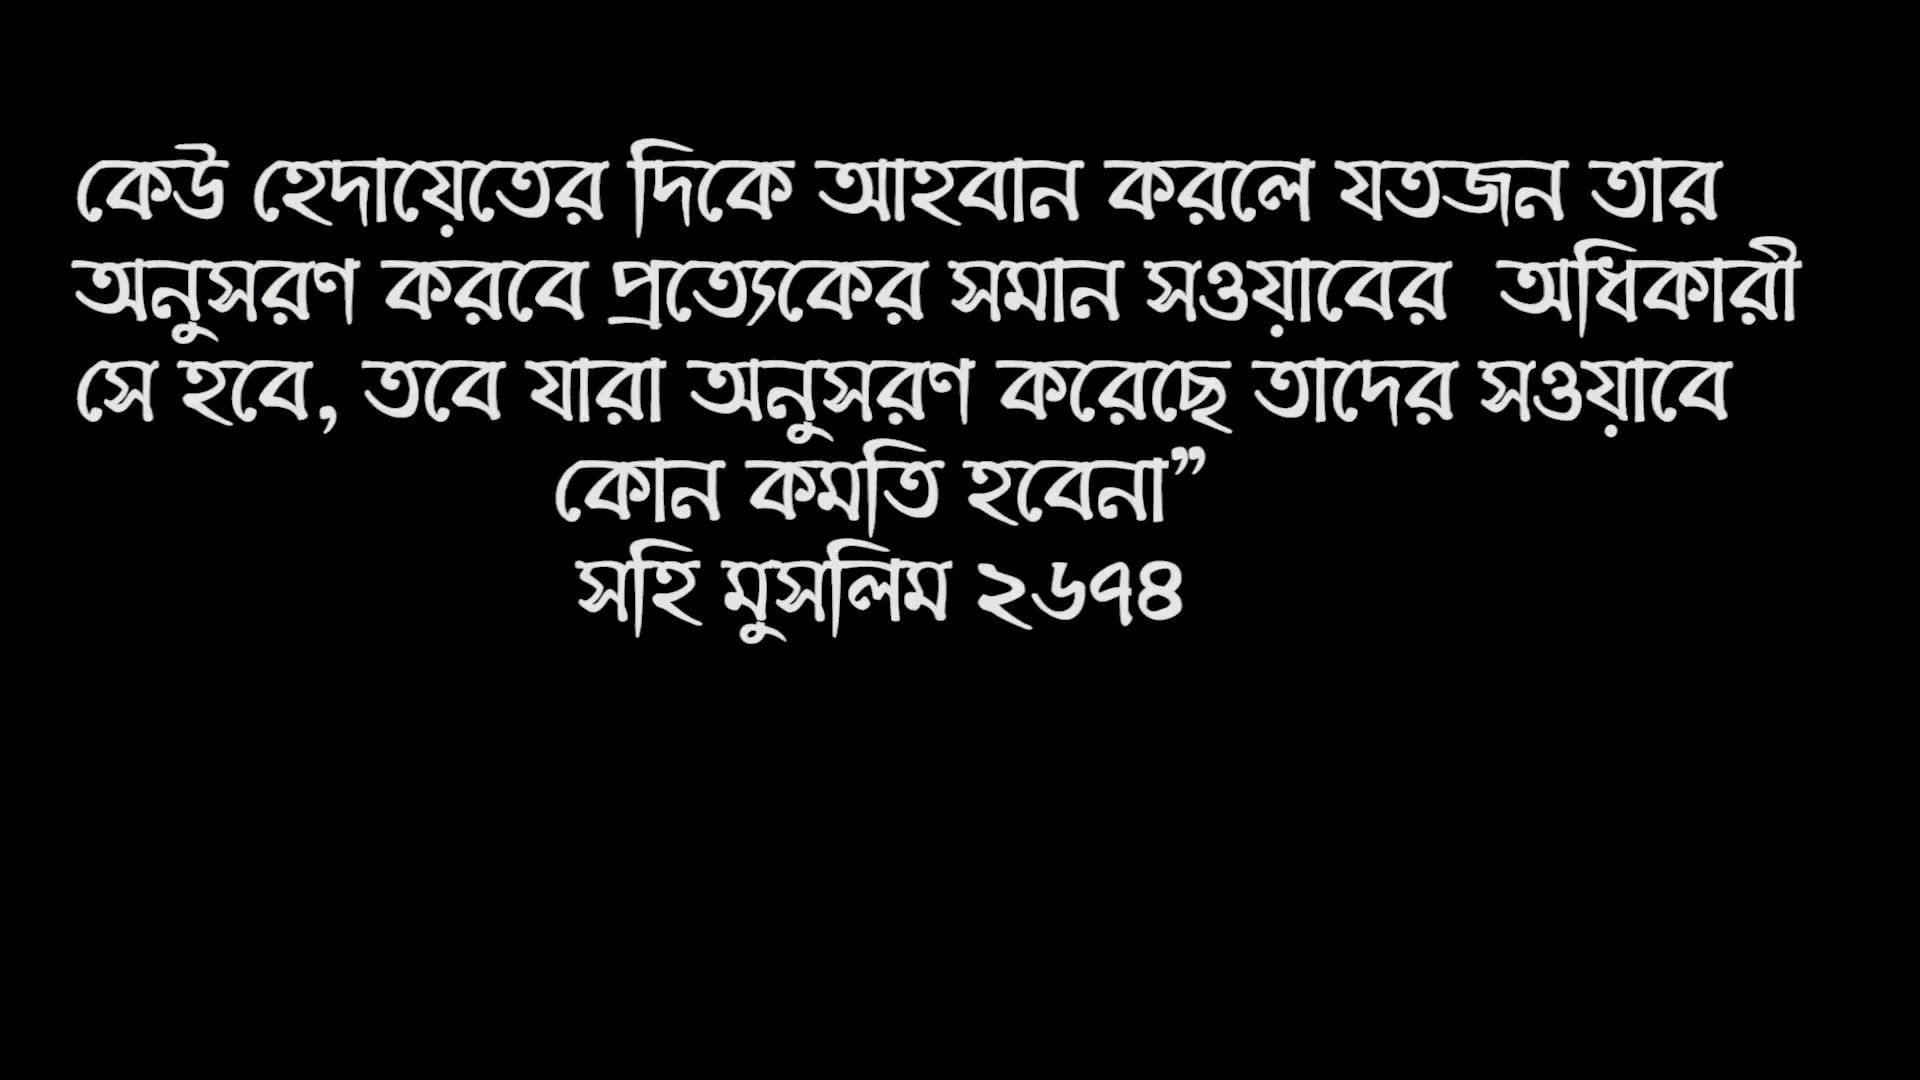 কেউ হেদায়েতের দিকে আহবান করলে যতজন তার
অনুসরণ করবে প্রত্যেকের সমান সওয়াবের অধিকারী
সে হবে, তবে যারা অনুসরণ করেছে তাদের সওয়াবে
কোন কমতি হবেনা”
সহি মুসলিম ২৬৭৪